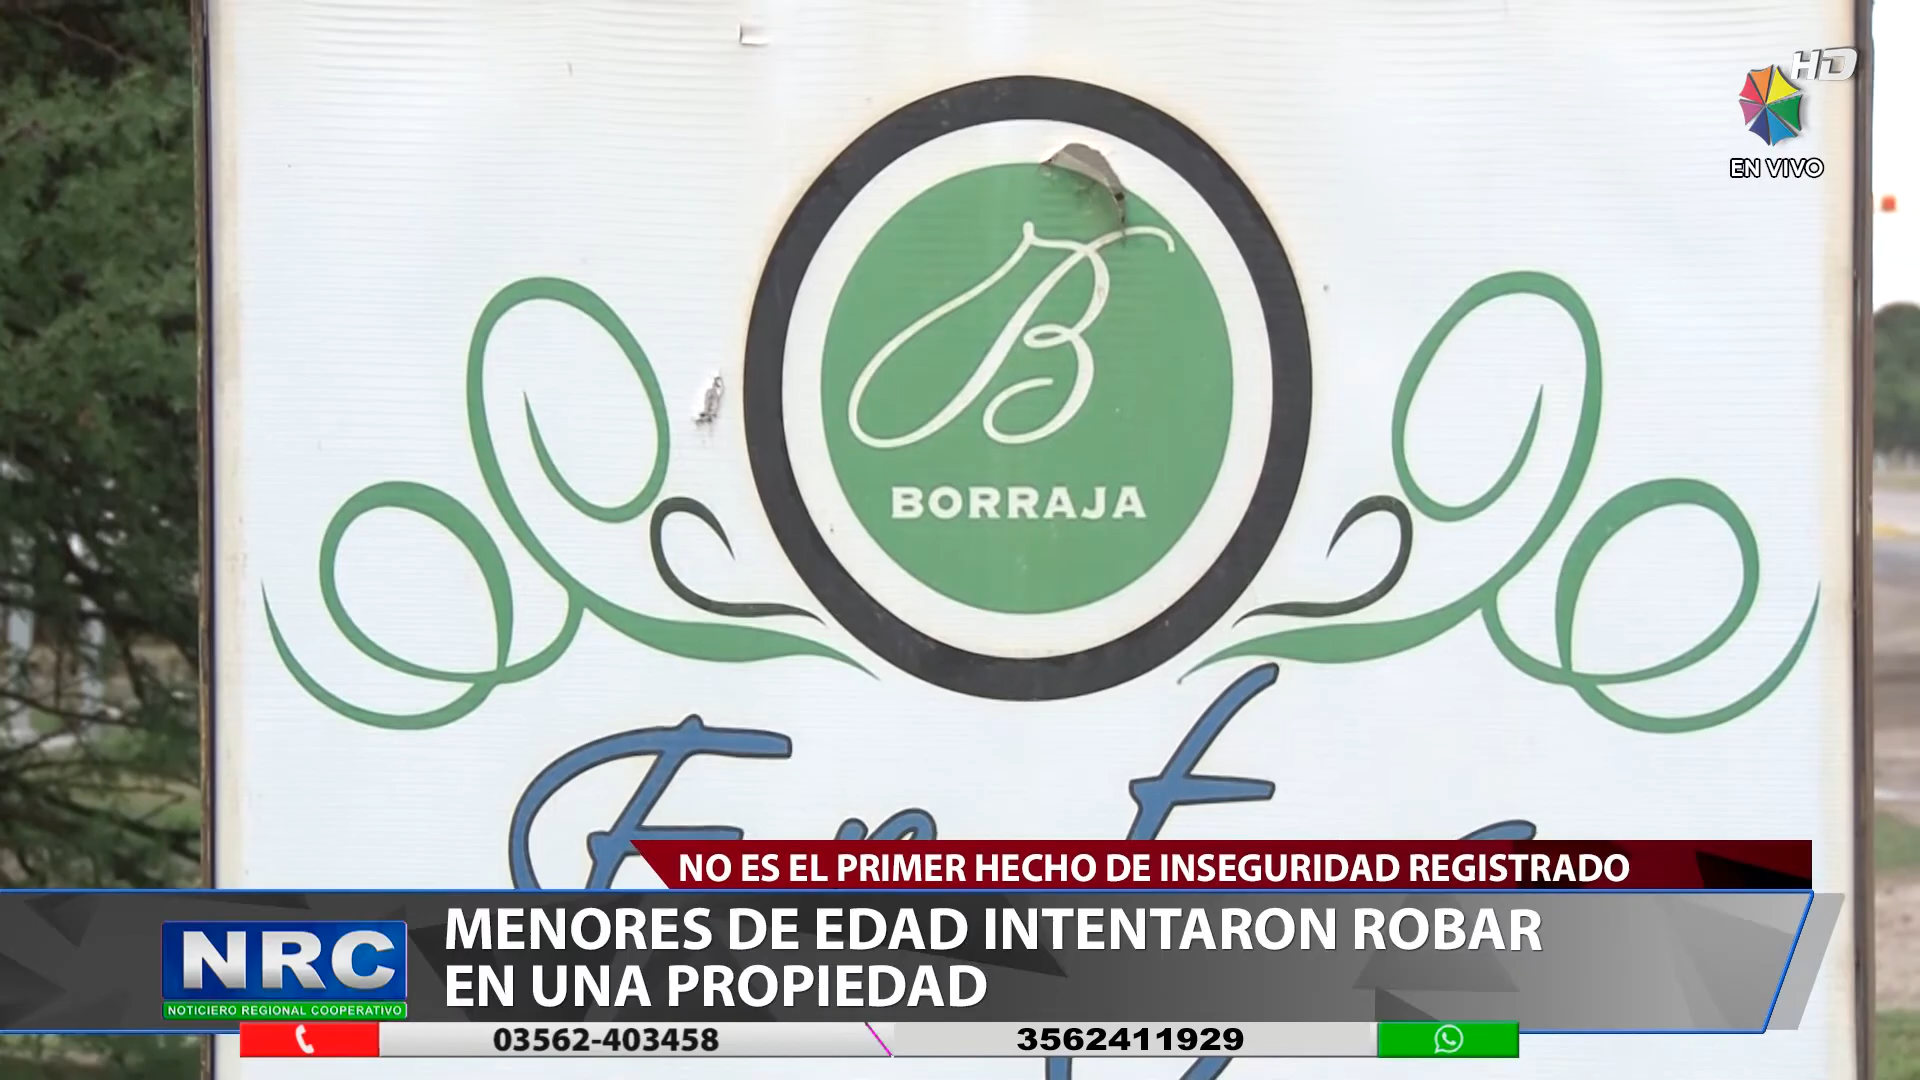 HD
EN VIVO
B
BORRAJA
NO ES EL PRIMER HECHO DE INSEGURIDAD REGISTRADO
MENORES DE EDAD INTENTARON ROBAR
EN UNA PROPIEDAD
NRC
NOTICIERO REGIONAL COOPERATIVO
03562-403458
3562411929